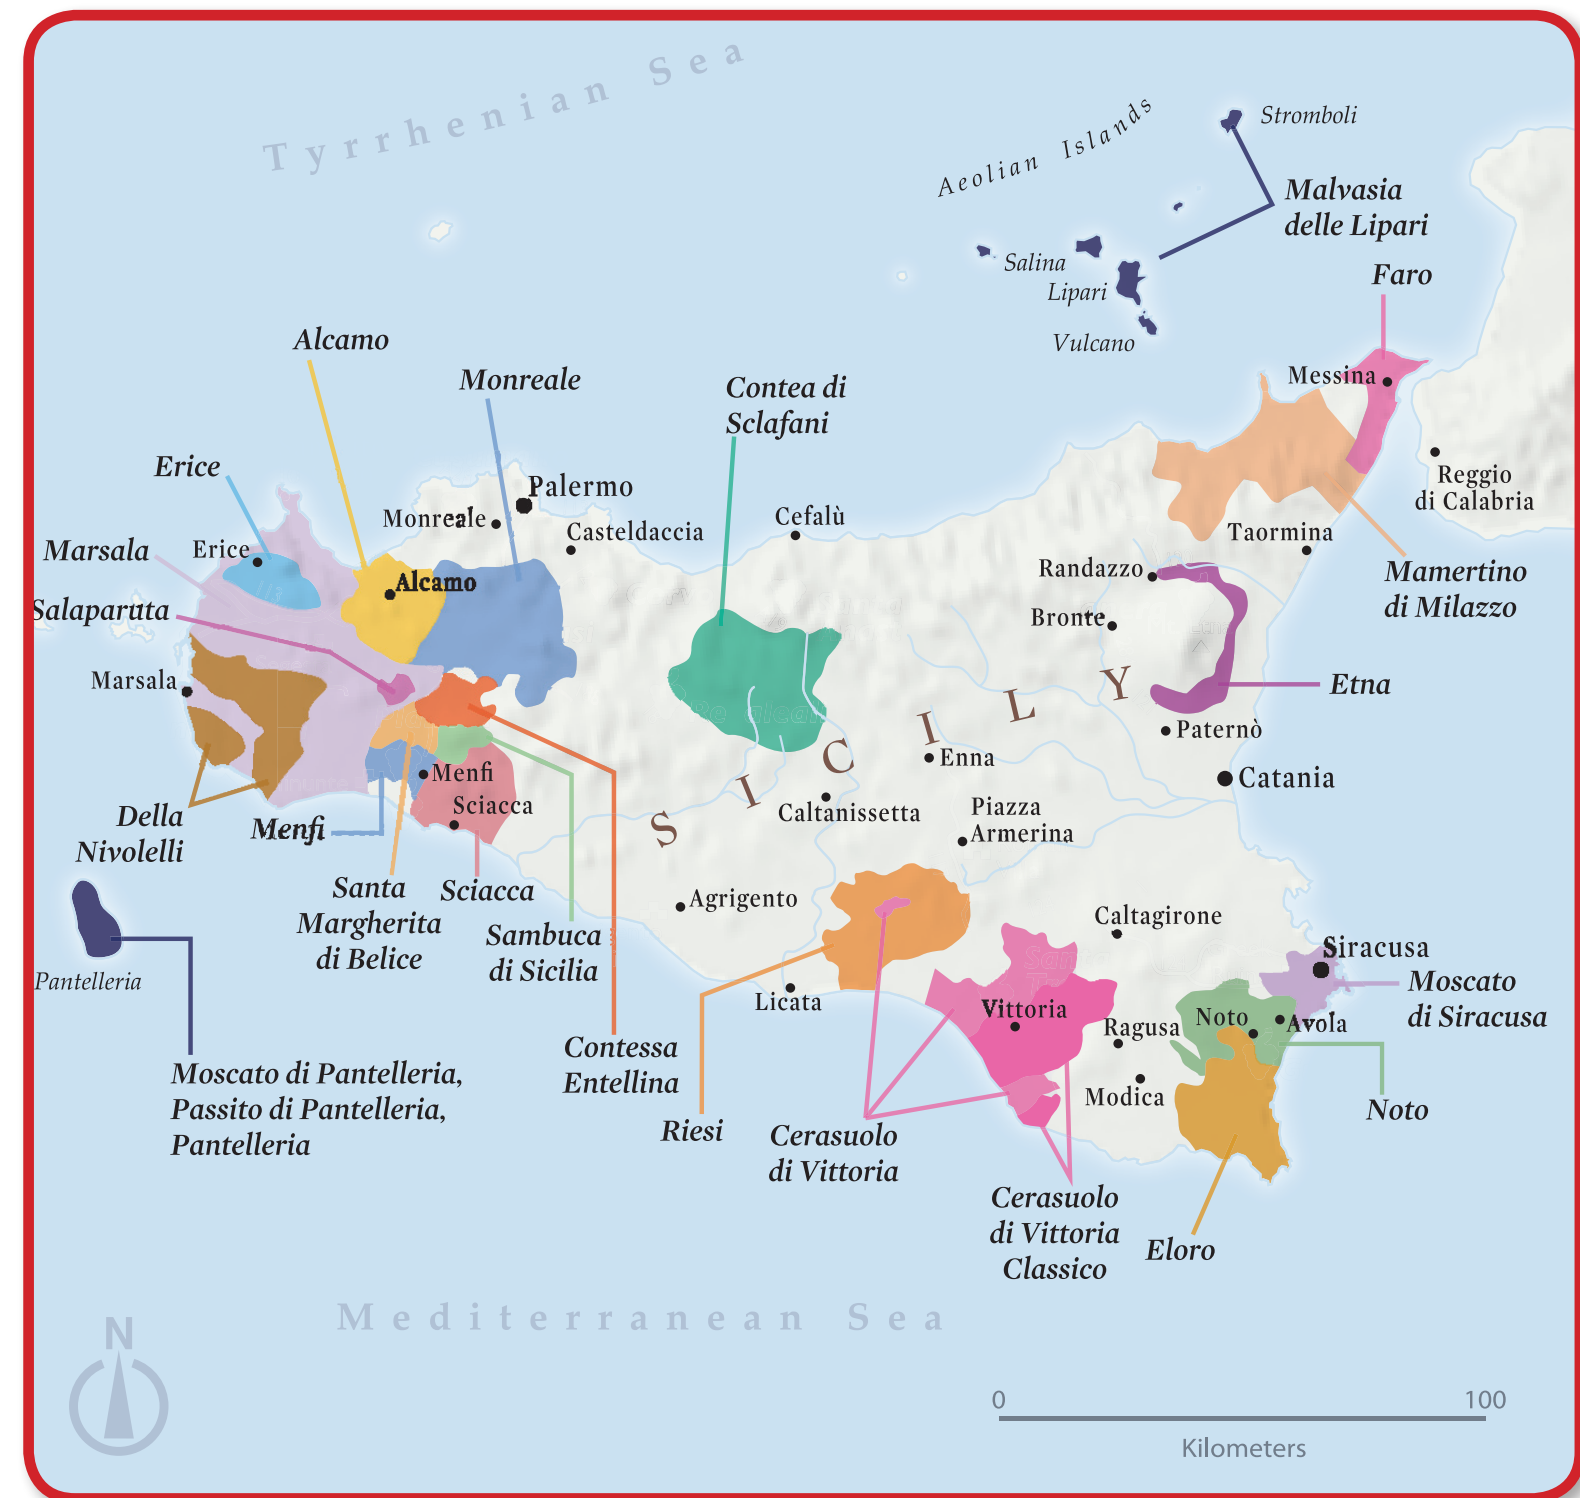 Tyrrhenian Sea
Stromboli
Aeolian Islands
Malvasia
delle Lipari
Salina
Lipari
Vulcano
Faro
Alcamo
Monreale
Contea di
Sclafani
Messina
Erice
Palermo
Reggio
di Calabria
Monreale
Casteldaccia
Cefalù
Marsala
Erice
Taormina
Alcamo
Randazzo
Mamertino
di Milazzo
Salaparuta
Bronte
Marsala
Etna
SICILY
Paternò
Enna
Menfi
Catania
Sciacca
Caltanissetta
Piazza
Armerina
Della
Nivolelli
Menfi
Santa
Margherita
di Belice
Sciacca
Agrigento
Caltagirone
Sambuca
di Sicilia
Siracusa
Pantelleria
Moscato
di Siracusa
Licata
Vittoria
Ragusa
Noto
Avola
Contessa
Entellina
Moscato di Pantelleria,
Passito di Pantelleria,
Pantelleria
Modica
Noto
Riesi
Cerasuolo
di Vittoria
Cerasuolo
di Vittoria
Classico
Eloro
Mediterranean Sea
N
0 100
Kilometers